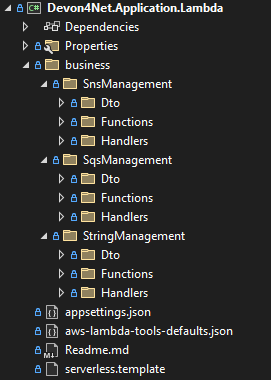 C# Devon4Net.Application.Lambda
Dependencies
Properties
business
SnsManagement
Dto
Functions
Handlers
SqsManagement
Dto
Functions
Handlers
StringManagement
Dto
Functions
Handlers
appsettings.json
aws-lambda-tools-defaults.json
Readme.md
serverless.template